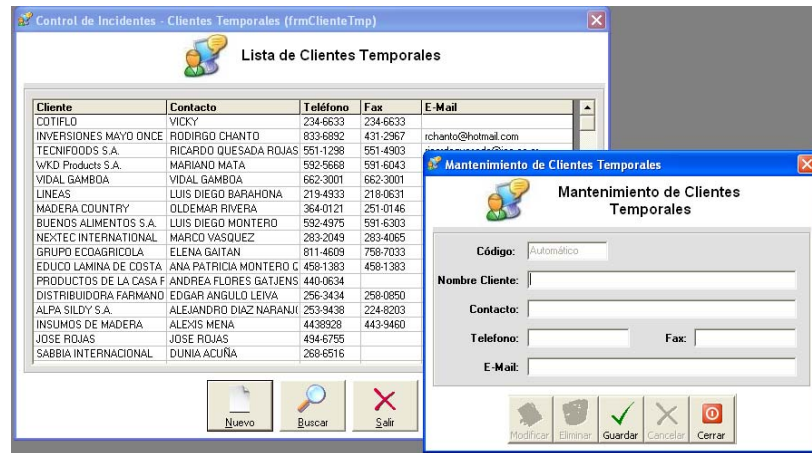 Control de Incidentes - Clientes Temporales (frmClienteTmp)
Lista de Clientes Temporales
Cliente Contacto Teléfono Fax E-Mail
COTIFLO VICKY 234-6633 234-6633
INVERSIONES MAYO ONCE RODIRGO CHANTO 833-6892 431-2967 rchanto@hotmail.com
TECNIFOODS S.A. RICARDO QUESADA ROJAS 551-1298 551-4903
WKD Products S.A. MARIANO MATA 592-5668 591-6043
VIDAL GAMBOA VIDAL GAMBOA 662-3001 662-3001
LINEAS LUIS DIEGO BARAHONA 219-4933 218-0631
MADERA COUNTRY OLDEMAR RIVERA 364-0121 251-0146
BUENOS ALIMENTOS S.A. LUIS DIEGO MONTERO 592-4975 591-6303
NEXTEC INTERNATIONAL MARCO VASQUEZ 283-2049 283-4065
GRUPO ECOAGRICOLA ELENA GAITAN 811-4609 758-7033
EDUCO LAMINA DE COSTA ANA PATRICIA MONTERO 458-1383 458-1383
PRODUCTOS DE LA CASA F ANDREA FLORES GATJENS 440-0634
DISTRIBUIDORA FARMANO EDGAR ANGULO LEIVA 256-3434 258-0850
ALPA SILDY S.A. ALEJANDRO DIAZ NARANJ 253-9438 224-8203
INSUMOS DE MADERA ALEXIS MENA 4438928 443-9460
JOSE ROJAS JOSE ROJAS 494-6755
SABBIA INTERNACIONAL DUNIA ACUÑA 268-6516
Nuevo Buscar Salir
Mantenimiento de Clientes Temporales
Mantenimiento de Clientes
Temporales
Código: Automático
Nombre Cliente:
Contacto:
Telefono: Fax:
E-Mail:
Modificar Eliminar Guardar Cancelar Cerrar